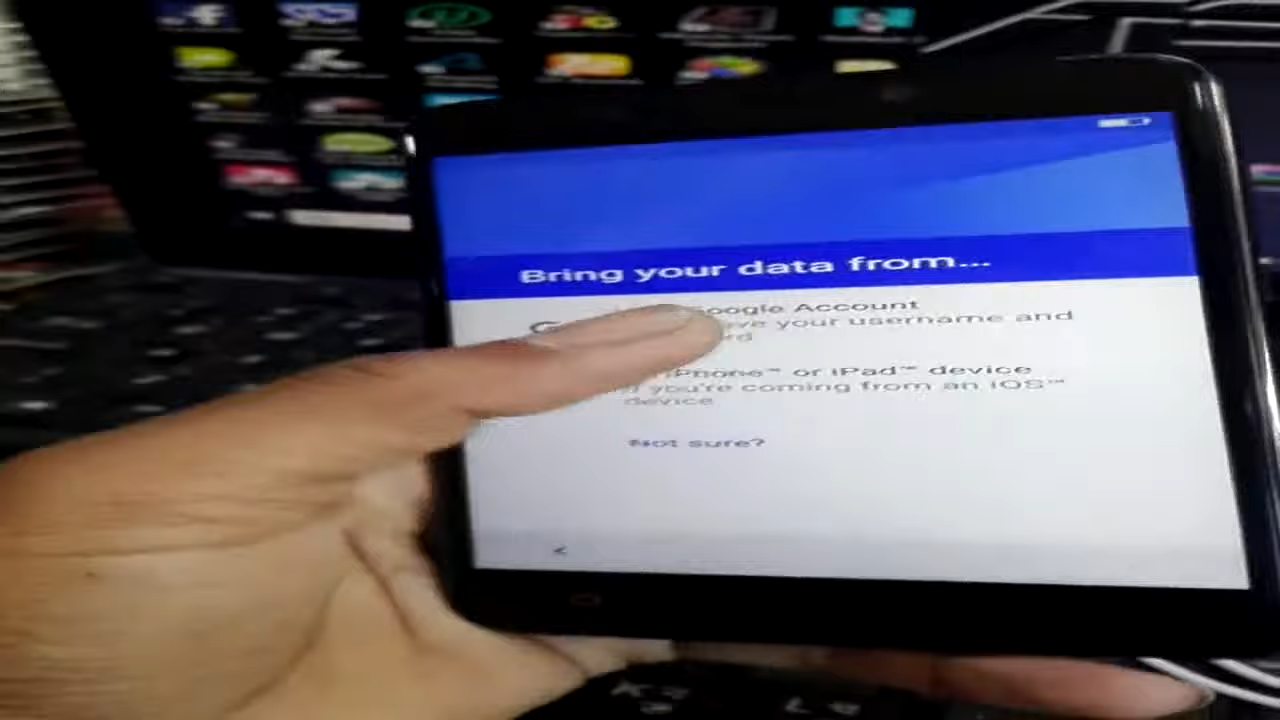 Bring your data from...
Google Account
your username and
iPhone™ or iPad™ device
you're coming from an iOS™
device
Not sure?